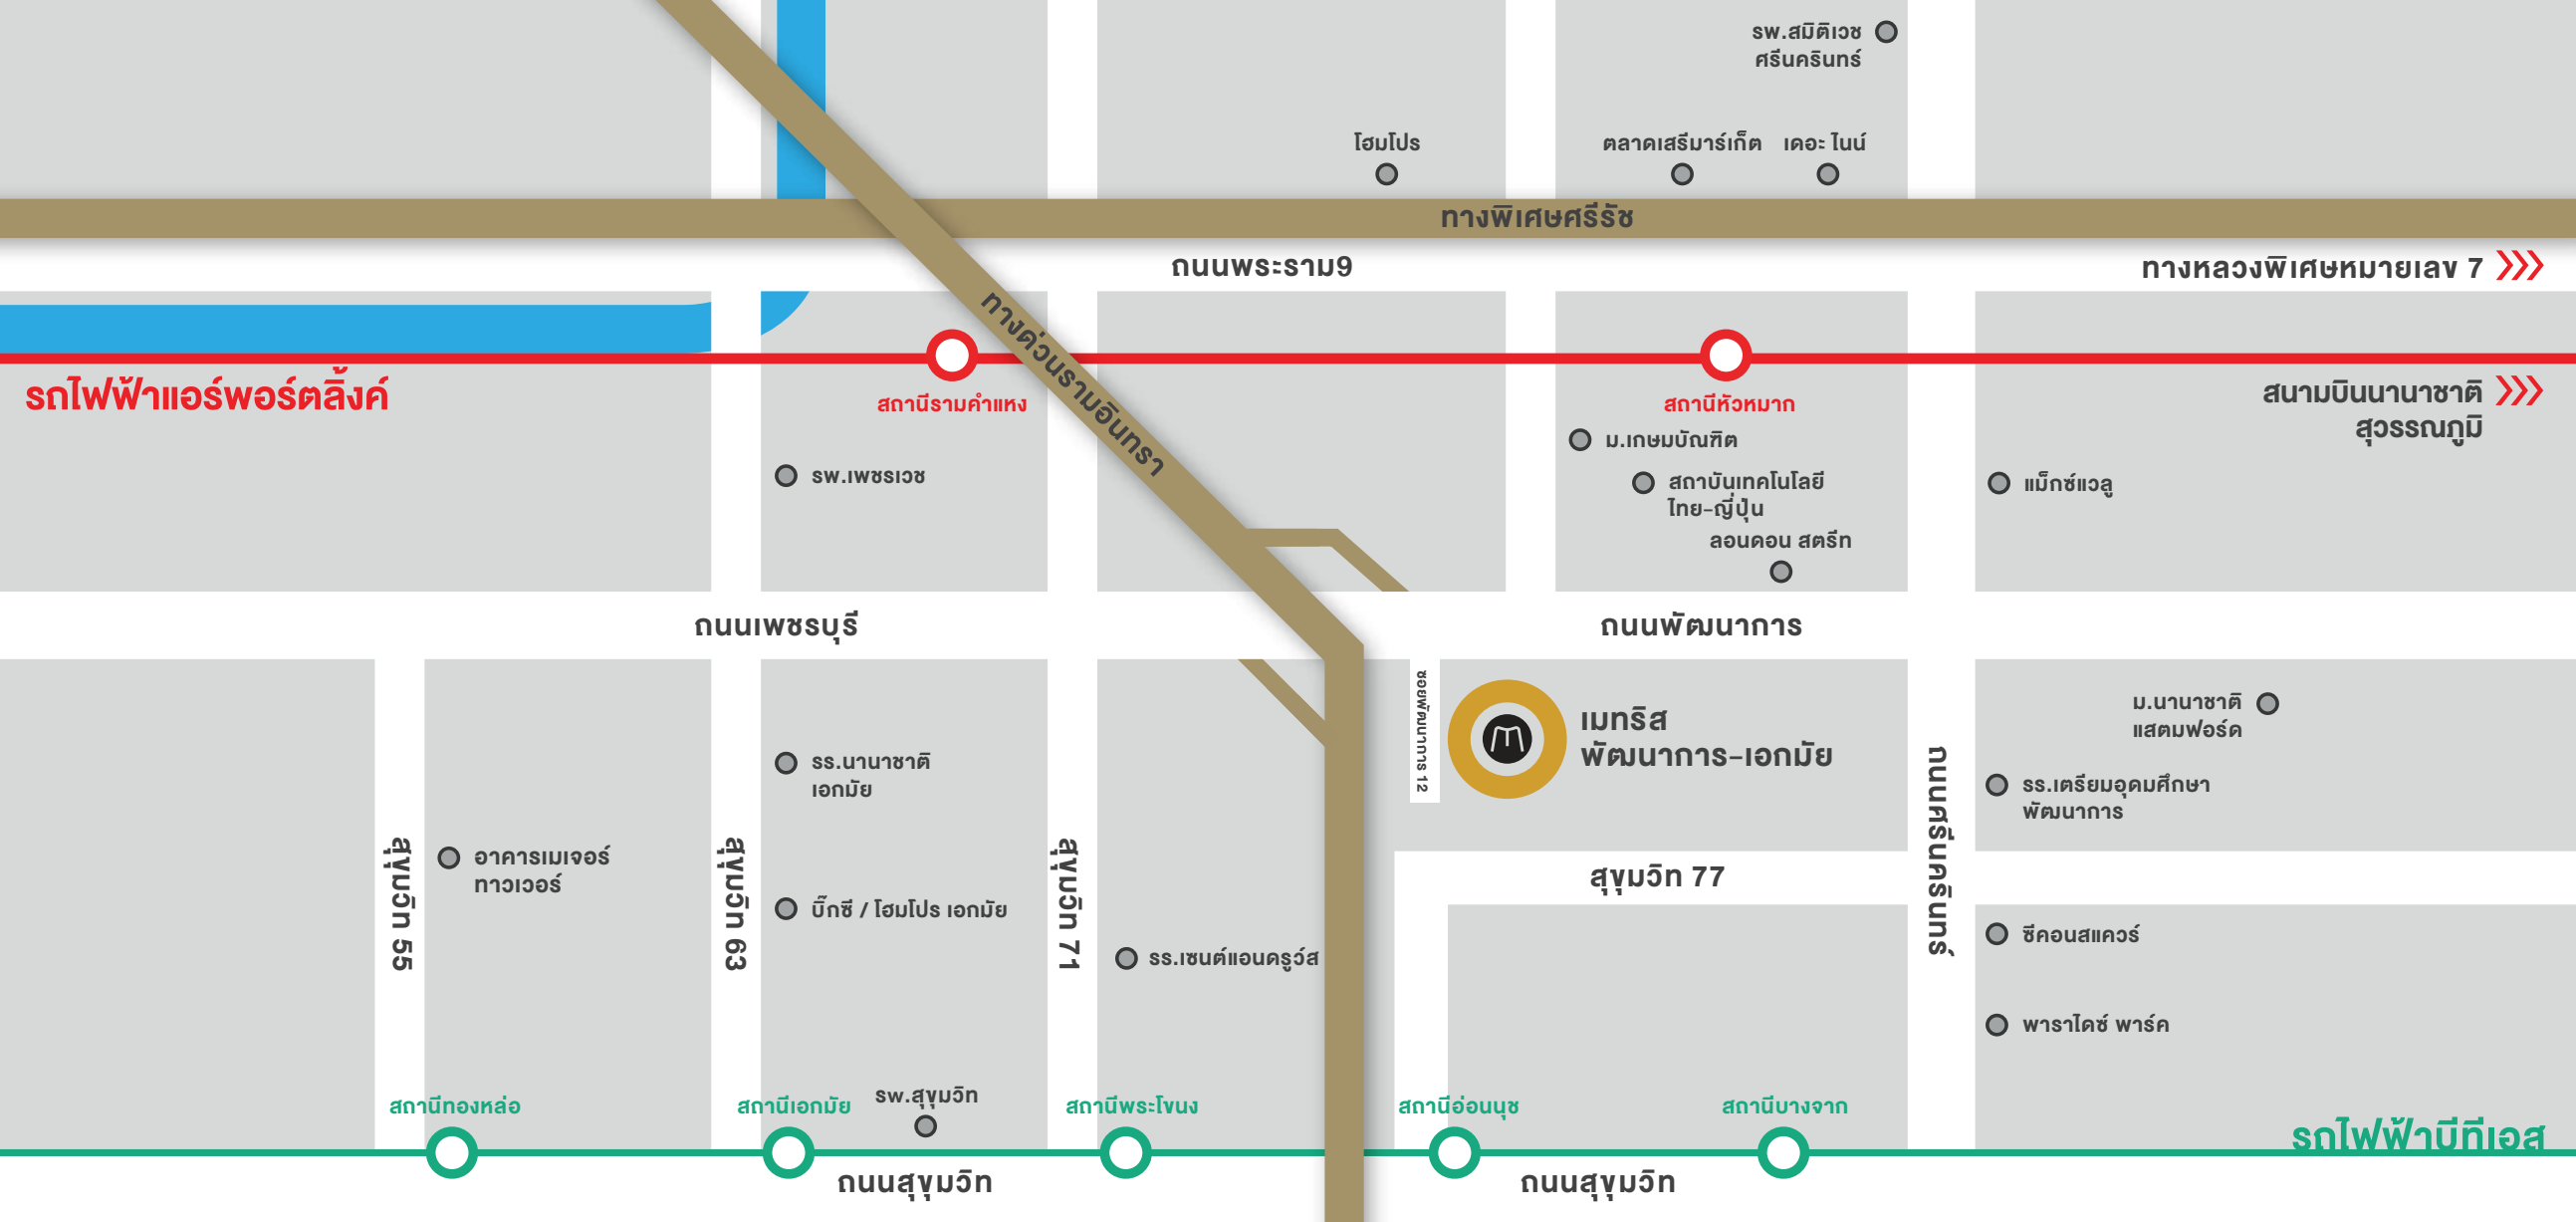 รพ.สมิติเวช
ศรีนครินทร์
โฮมโปร
ตลาดเสรีมาร์เก็ต
เดอะ ไนน์
ทางพิเศษศรีรัช
ถนนพระราม9
ทางหลวงพิเศษหมายเลข 7
ทางด่วนรามอินทรา
รถไฟฟ้าแอร์พอร์ตลิ้งค์
สถานีรามคำแหง
สถานีหัวหมาก
สนามบินนานาชาติ
สุวรรณภูมิ
ม.เกษมบัณฑิต
รพ.เพชรเวช
สถาบันเทคโนโลยี
ไทย-ญี่ปุ่น
แม็กซ์แวลู
ลอนดอน สตรีท
ถนนเพชรบุรี
ถนนพัฒนาการ
ซอยพัฒนาการ 12
เมทริส
พัฒนาการ-เอกมัย
ม.นานาชาติ
แสตมฟอร์ด
รร.นานาชาติ
เอกมัย
รร.เตรียมอุดมศึกษา
พัฒนาการ
ถนนศรีนครินทร์
อาคารเมเจอร์
ทาวเวอร์
สุขุมวิท 55
สุขุมวิท 63
สุขุมวิท 71
สุขุมวิท 77
บิ๊กซี / โฮมโปร เอกมัย
ซีคอนสแควร์
รร.เซนต์แอนดรูว์ส
พาราไดซ์ พาร์ค
สถานีทองหล่อ
สถานีเอกมัย
รพ.สุขุมวิท
สถานีพระโขนง
สถานีอ่อนนุช
สถานีบางจาก
รถไฟฟ้าบีทีเอส
ถนนสุขุมวิท
ถนนสุขุมวิท